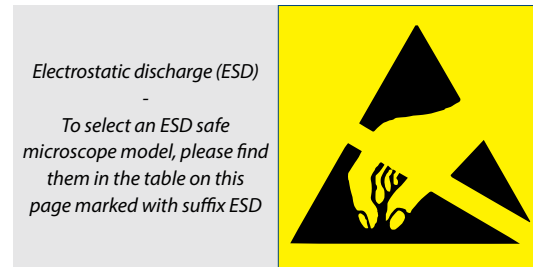 Electrostatic discharge (ESD)
-
To select an ESD safe
microscope model, please find
them in the table on this
page marked with suffix ESD